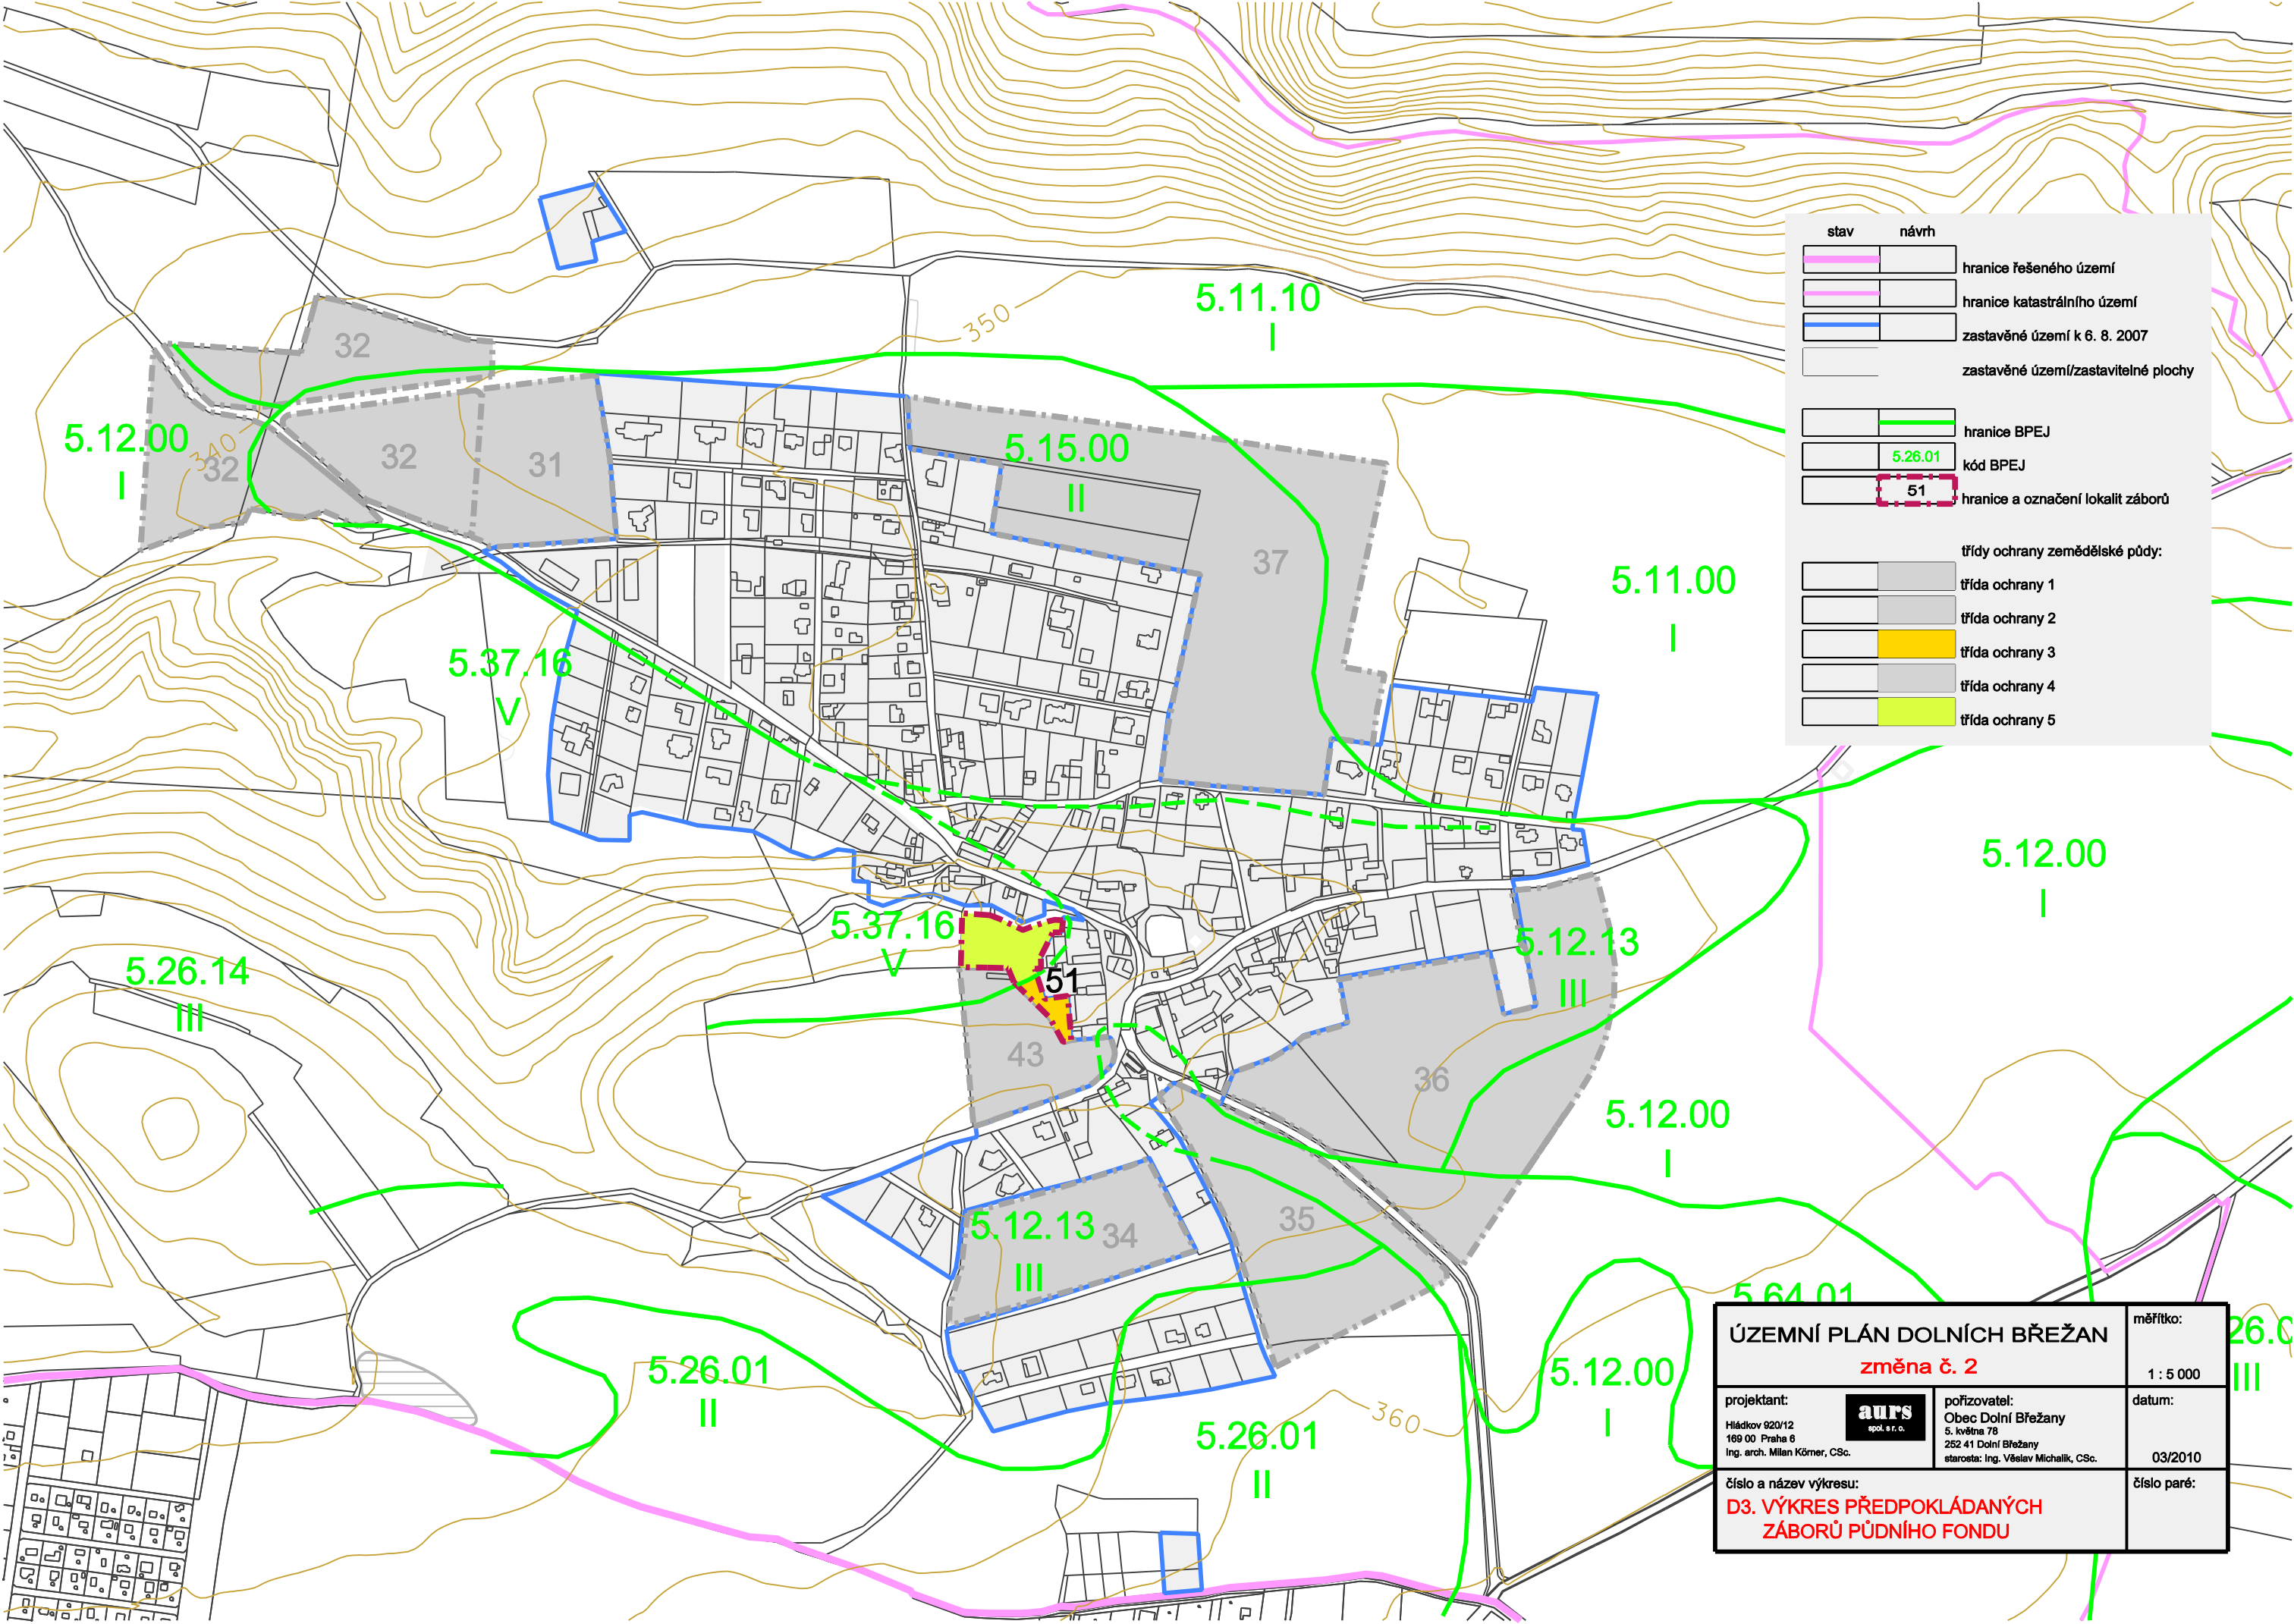 stav návrh
hranice řešeného území
hranice katastrálního území
zastavěné území k 6. 8. 2007
zastavěné území/zastavitelné plochy
hranice BPEJ
5.26.01 kód BPEJ
51 hranice a označení lokalit záborů
třídy ochrany zemědělské půdy:
třída ochrany 1
třída ochrany 2
třída ochrany 3
třída ochrany 4
třída ochrany 5
5.11.10
I
350
32
5.12.00
I
340
32
32
31
5.15.00
II
37
5.11.00
I
5.37.16
V
5.12.00
I
5.37.16
V
51
5.12.13
III
5.26.14
III
43
36
5.12.00
I
35
5.12.13
III
34
5.64.01
5.26.01
II
5.12.00
I
360
5.26.01
II
26.0
III
ÚZEMNÍ PLÁN DOLNÍCH BŘEŽAN
změna č. 2
měřítko:
1 : 5 000
projektant:
Hládkov 920/12
169 00 Praha 6
Ing. arch. Milan Körner, CSc.
aurs
spol. s r. o.
pořizovatel:
Obec Dolní Břežany
5. května 78
252 41 Dolní Břežany
starosta: Ing. Věslav Michalik, CSc.
datum:
03/2010
číslo a název výkresu:
D3. VÝKRES PŘEDPOKLÁDANÝCH
ZÁBORŮ PŮDNÍHO FONDU
číslo paré: